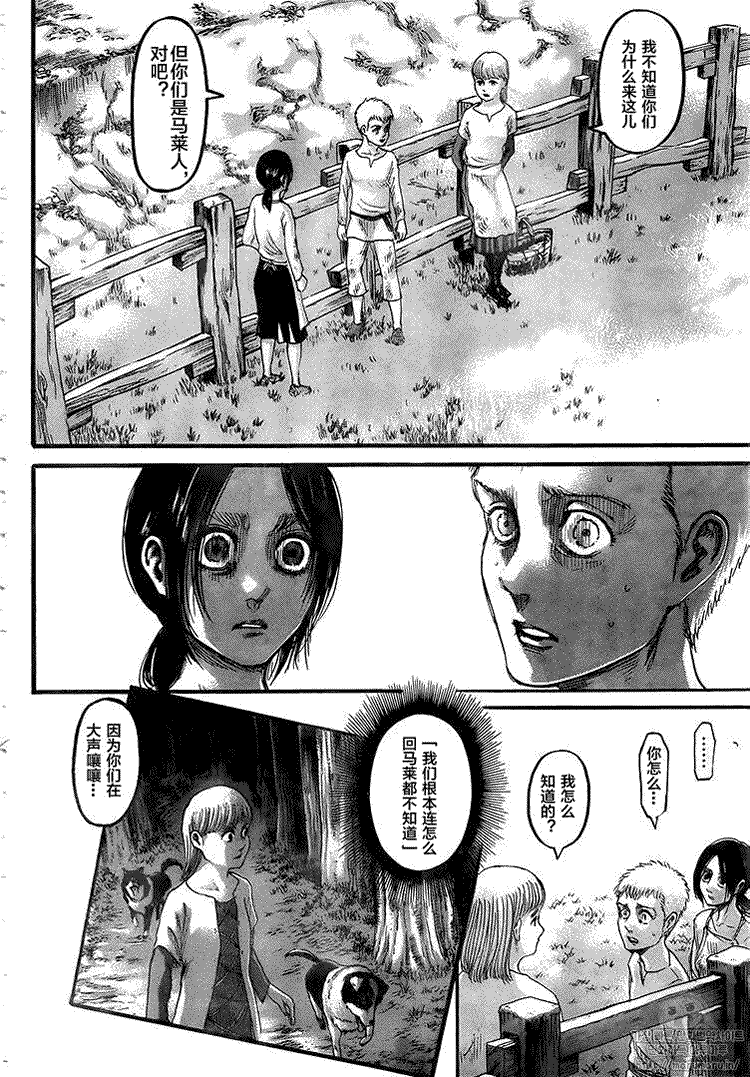 我不知道你们
为什么来这儿
但你们是马莱人，
对吧？
………
你怎么…
我怎么
知道的？
「我们根本连怎么
回马莱都不知道」
因为你们在
大声嚷嚷…